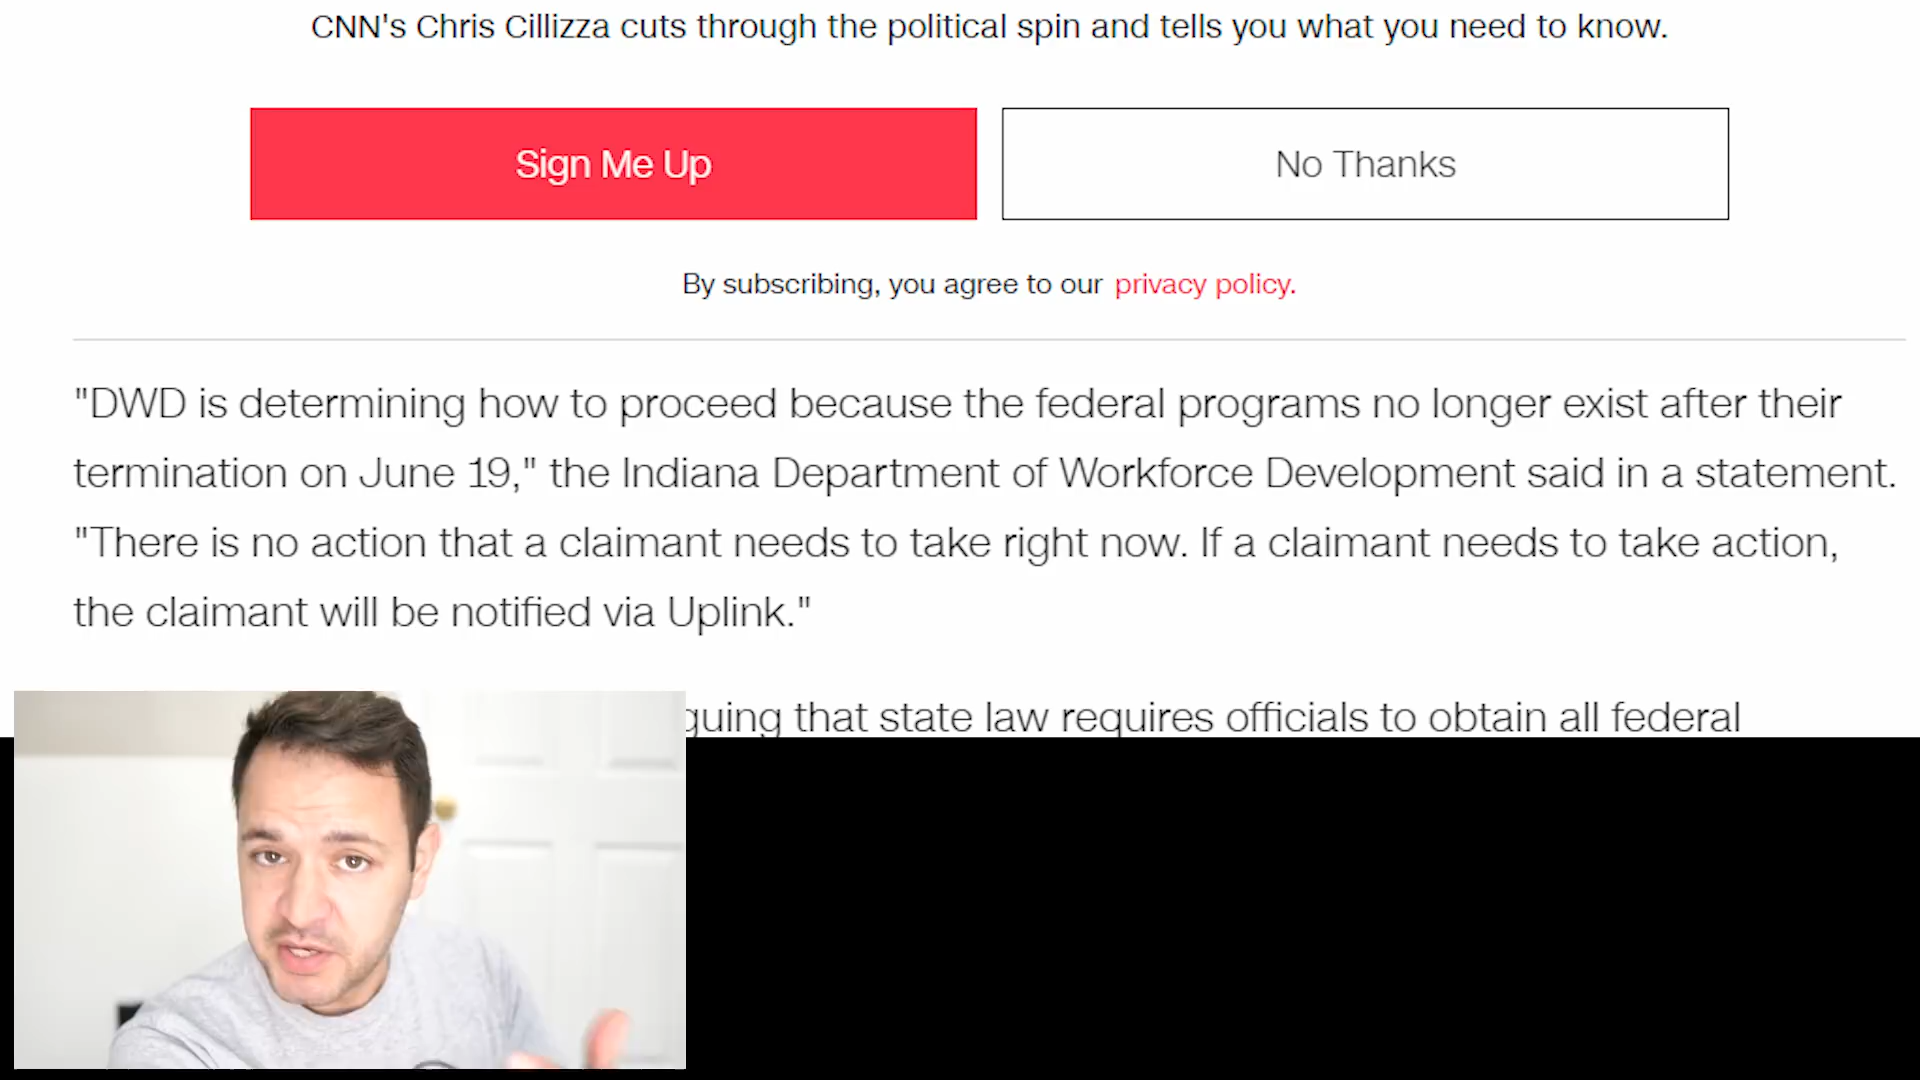 CNN's Chris Cillizza cuts through the political spin and tells you what you need to know.
Sign Me Up
No Thanks
By subscribing, you agree to our privacy policy.
"DWD is determining how to proceed because the federal programs no longer exist after their
termination on June 19," the Indiana Department of Workforce Development said in a statement.
"There is no action that a claimant needs to take right now. If a claimant needs to take action,
the claimant will be notified via Uplink."
that state law requires officials to obtain all federal